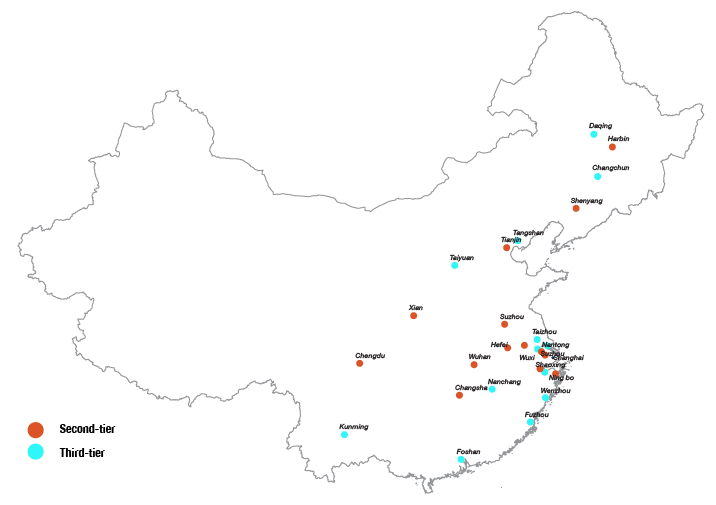 Daqing
Harbin
Changchun
Shenyang
Tangshan
Tianjin
Taiyuan
Xian
Suzhou
Taizhou
Hefei
Nantong
Wuxi
Suzhou
Shanghai
Chengdu
Wuhan
Shaoxing
Ning bo
Nanchang
Changsha
Wenzhou
Fuzhou
Kunming
Second-tier
Third-tier
Foshan